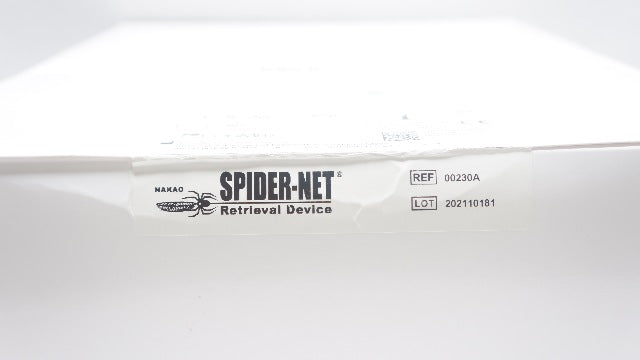 NAKAO
SPIDER-NET®
Retrieval Device
REF 00230A
LOT 202110181